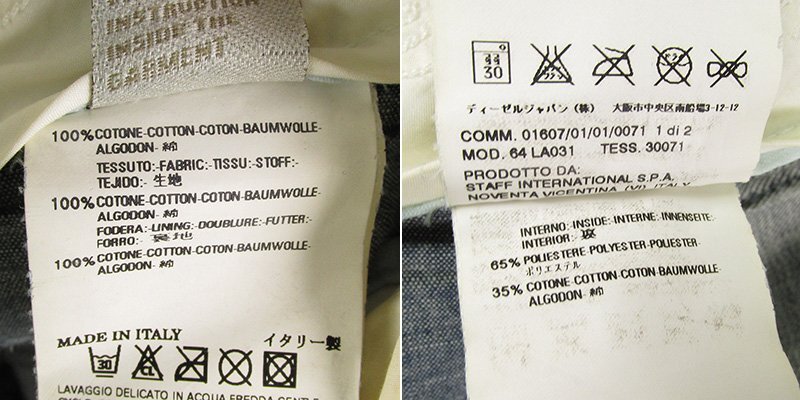 INSTRUCTION
INSIDE THE
GARMENT
100% COTONE-COTTON-COTON-BAUMWOLLE-
ALGODON- 綿
TESSUTO:-FABRIC:-TISSU:-STOFF:-
TEJIDO:- 生地
100% COTONE-COTTON-COTON-BAUMWOLLE-
ALGODON- 綿
FODERA:-LINING:-DOUBLURE:-FUTTER:-
FORRO:- 裏地
100% COTONE-COTTON-COTON-BAUMWOLLE-
ALGODON- 綿
MADE IN ITALY イタリー製
30 CL
LAVAGGIO DELICATO IN ACQUA FREDDA
30
ディーゼルジャパン(株) 大阪市中央区南船場3-12-12
COMM. 01607/01/01/0071 1 di 2
MOD. 64 LA031 TESS. 30071
PRODOTTO DA:
STAFF INTERNATIONAL S.P.A.
NOVENTA VICENTINA (VI), ITALY
INTERNO:-INSIDE:-INTERNE:-INNENSEITE:-
INTERIOR:-
65% POLIESTERE-POLYESTER-POLIESTER-
ポリエステル
35% COTONE-COTTON-COTON-BAUMWOLLE-
ALGODON- 綿